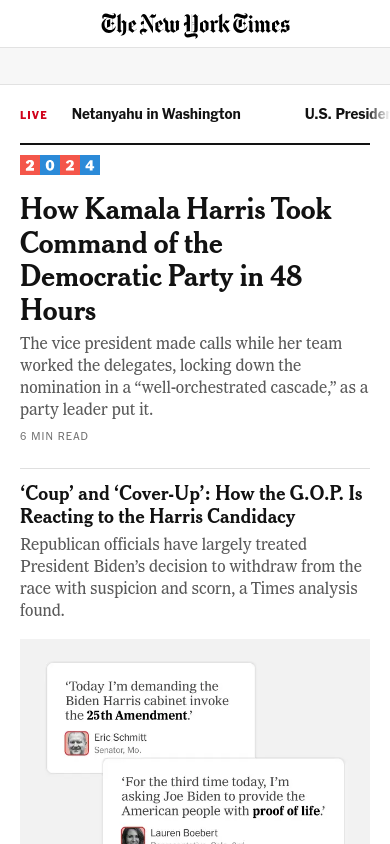 The New York Times
LIVE Netanyahu in Washington U.S. Preside
2024
How Kamala Harris Took
Command of the
Democratic Party in 48
Hours
The vice president made calls while her team
worked the delegates, locking down the
nomination in a “well-orchestrated cascade,” as a
party leader put it.
6 MIN READ
‘Coup’ and ‘Cover-Up’: How the G.O.P. Is
Reacting to the Harris Candidacy
Republican officials have largely treated
President Biden’s decision to withdraw from the
race with suspicion and scorn, a Times analysis
found.
‘Today I’m demanding the
Biden Harris cabinet invoke
the 25th Amendment.’
Eric Schmitt
Senator, Mo.
‘For the third time today, I’m
asking Joe Biden to provide the
American people with proof of life.’
Lauren Boebert